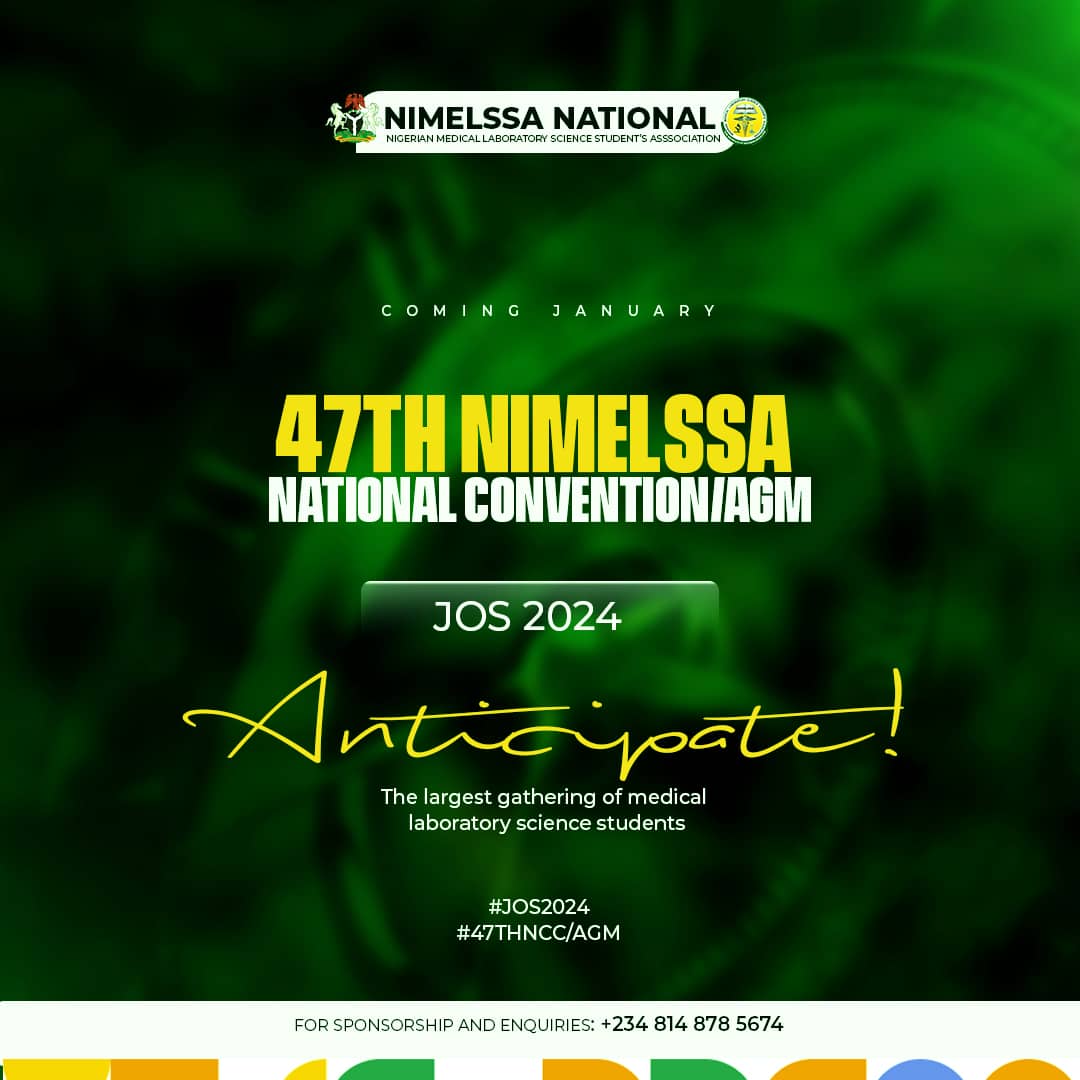 NIMELSSA NATIONAL
NIGERIAN MEDICAL LABORATORY SCIENCE STUDENT'S ASSSOCIATION
COMING JANUARY
47TH NIMELSSA
NATIONAL CONVENTION/AGM
JOS 2024
Anticipate!
The largest gathering of medical
laboratory science students
#JOS2024
#47THNCC/AGM
FOR SPONSORSHIP AND ENQUIRIES: +234 814 878 5674